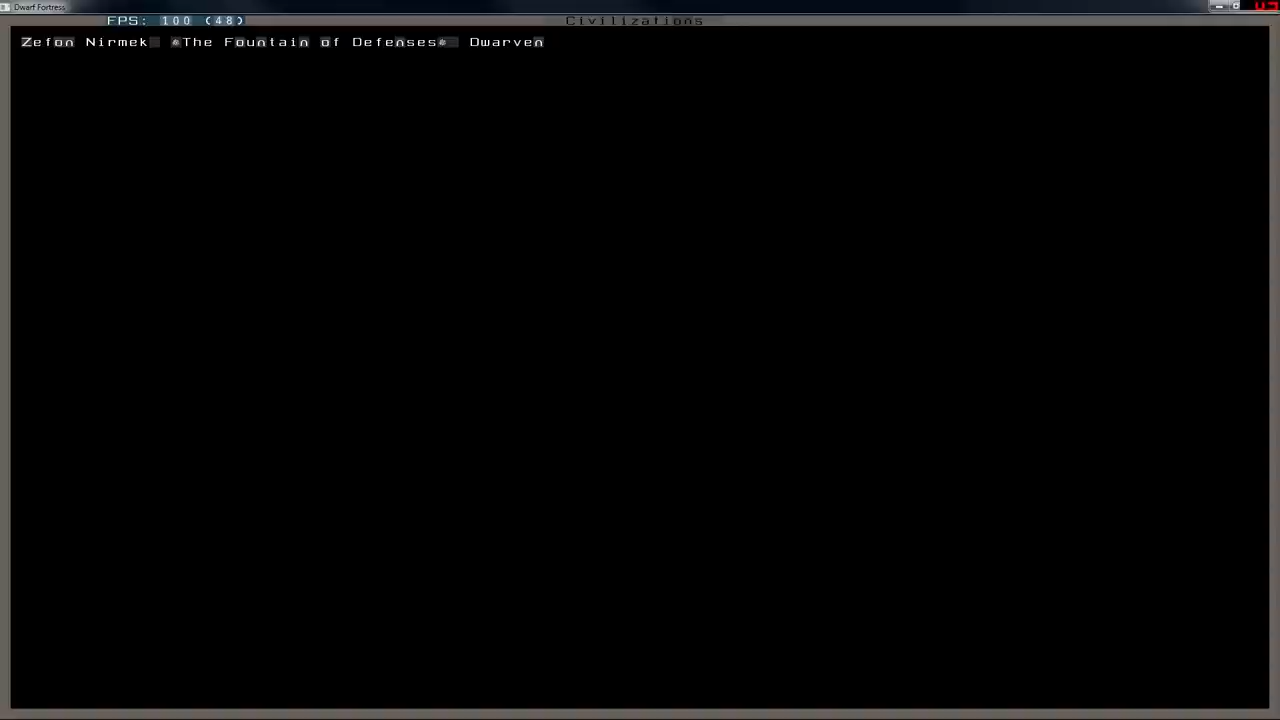 Dwarf Fortress
FPS: 100 (48)
Civilizations
Zefon Nirmek "The Fountain of Defenses" Dwarven